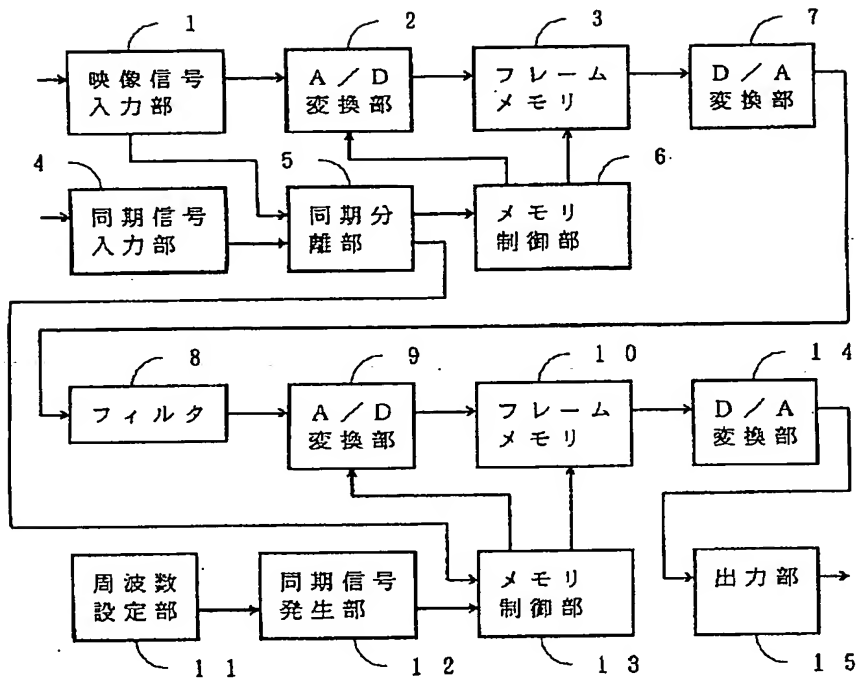 1
2
3
7
映像信号
入力部
A/D
変換部
フレーム
メモリ
D/A
変換部
4
5
6
同期信号
入力部
同期分
離部
メモリ
制御部
8
9
10
14
フィルタ
A/D
変換部
フレーム
メモリ
D/A
変換部
周波数
設定部
同期信号
発生部
メモリ
制御部
出力部
11
12
13
15